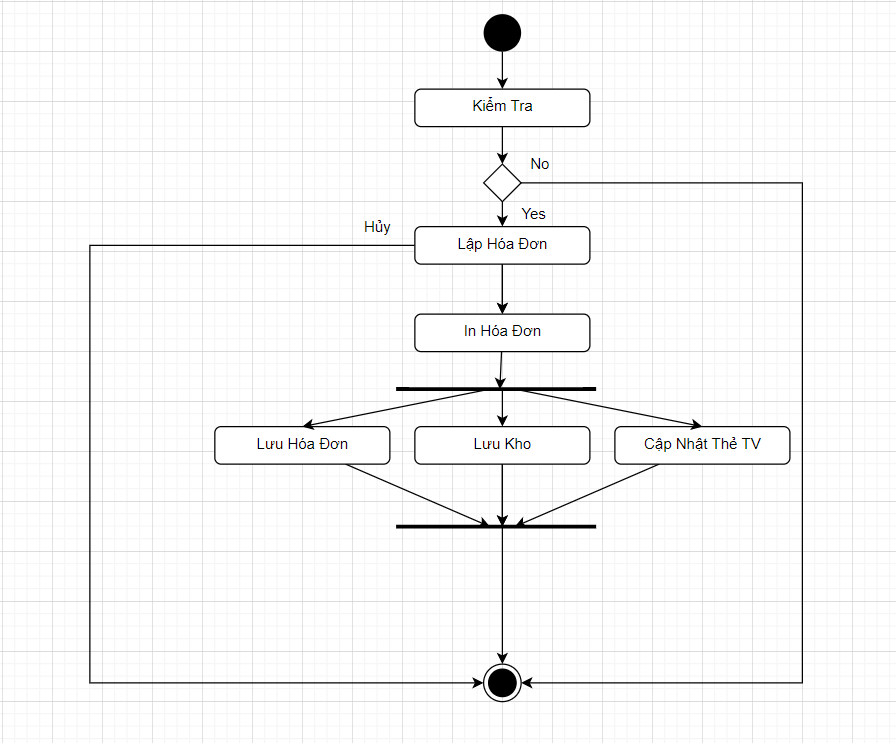 Kiểm Tra
No
Yes
Hủy
Lập Hóa Đơn
In Hóa Đơn
Lưu Hóa Đơn
Lưu Kho
Cập Nhật Thẻ TV